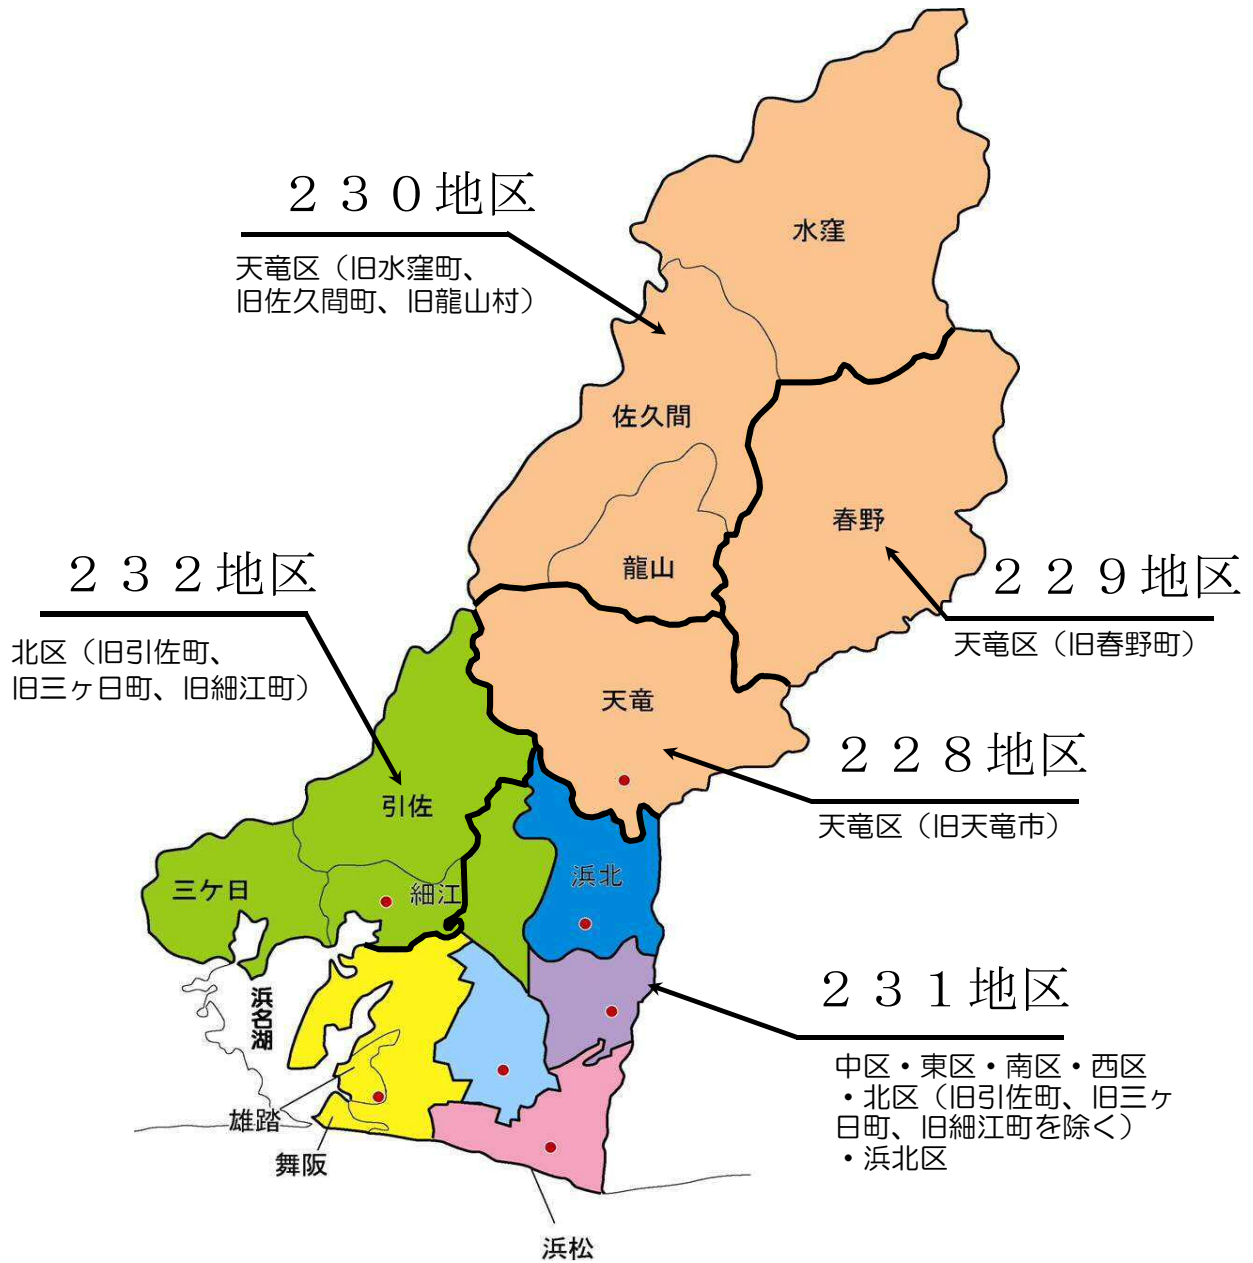 ２３０地区
天竜区（旧水窪町、
旧佐久間町、旧龍山村）
水窪
佐久間
春野
龍山
２３２地区
北区（旧引佐町、
旧三ヶ日町、旧細江町）
２２９地区
天竜区（旧春野町）
天竜
２２８地区
天竜区（旧天竜市）
引佐
三ケ日
細江
浜北
浜名湖
２３１地区
中区・東区・南区・西区
・北区（旧引佐町、旧三ヶ
日町、旧細江町を除く）
・浜北区
雄踏
舞阪
浜松